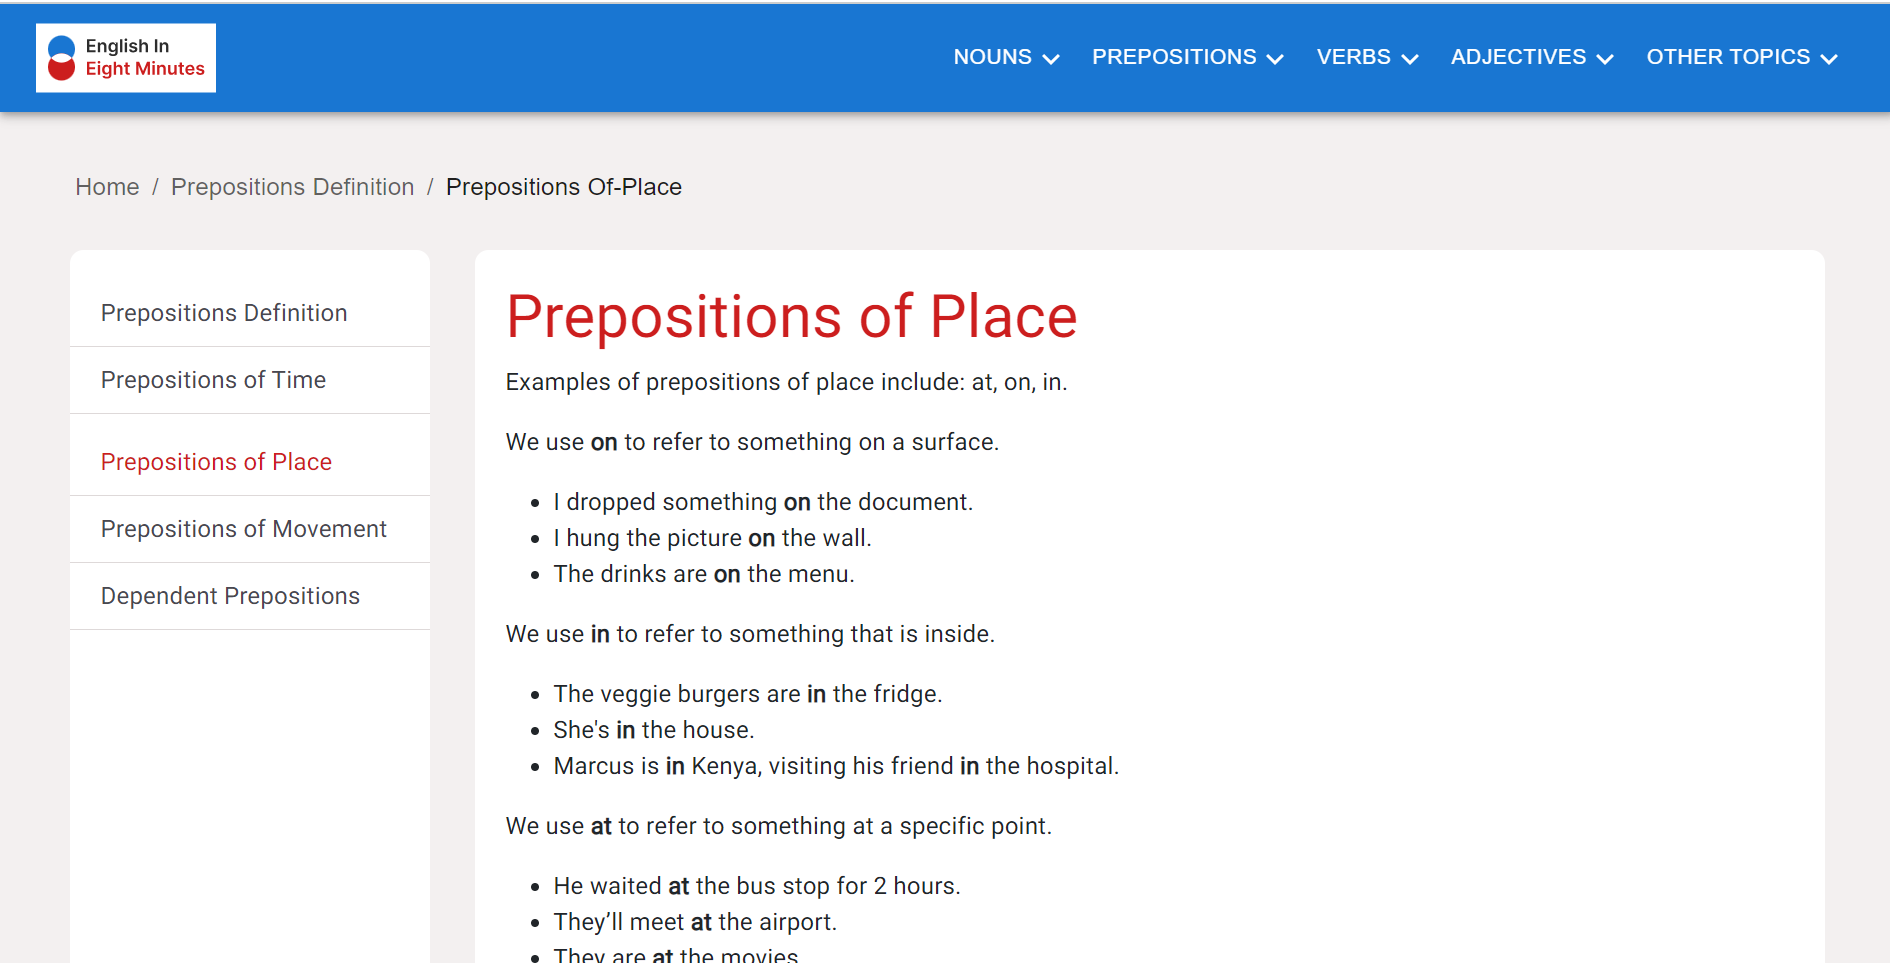 English In
Eight Minutes
NOUNS
PREPOSITIONS
VERBS
ADJECTIVES
OTHER TOPICS
Home / Prepositions Definition / Prepositions Of-Place
Prepositions Definition
Prepositions of Time
Prepositions of Place
Prepositions of Movement
Dependent Prepositions
Prepositions of Place
Examples of prepositions of place include: at, on, in.
We use on to refer to something on a surface.
• I dropped something on the document.
• I hung the picture on the wall.
• The drinks are on the menu.
We use in to refer to something that is inside.
• The veggie burgers are in the fridge.
• She's in the house.
• Marcus is in Kenya, visiting his friend in the hospital.
We use at to refer to something at a specific point.
• He waited at the bus stop for 2 hours.
• They’ll meet at the airport.
• They are at the movies